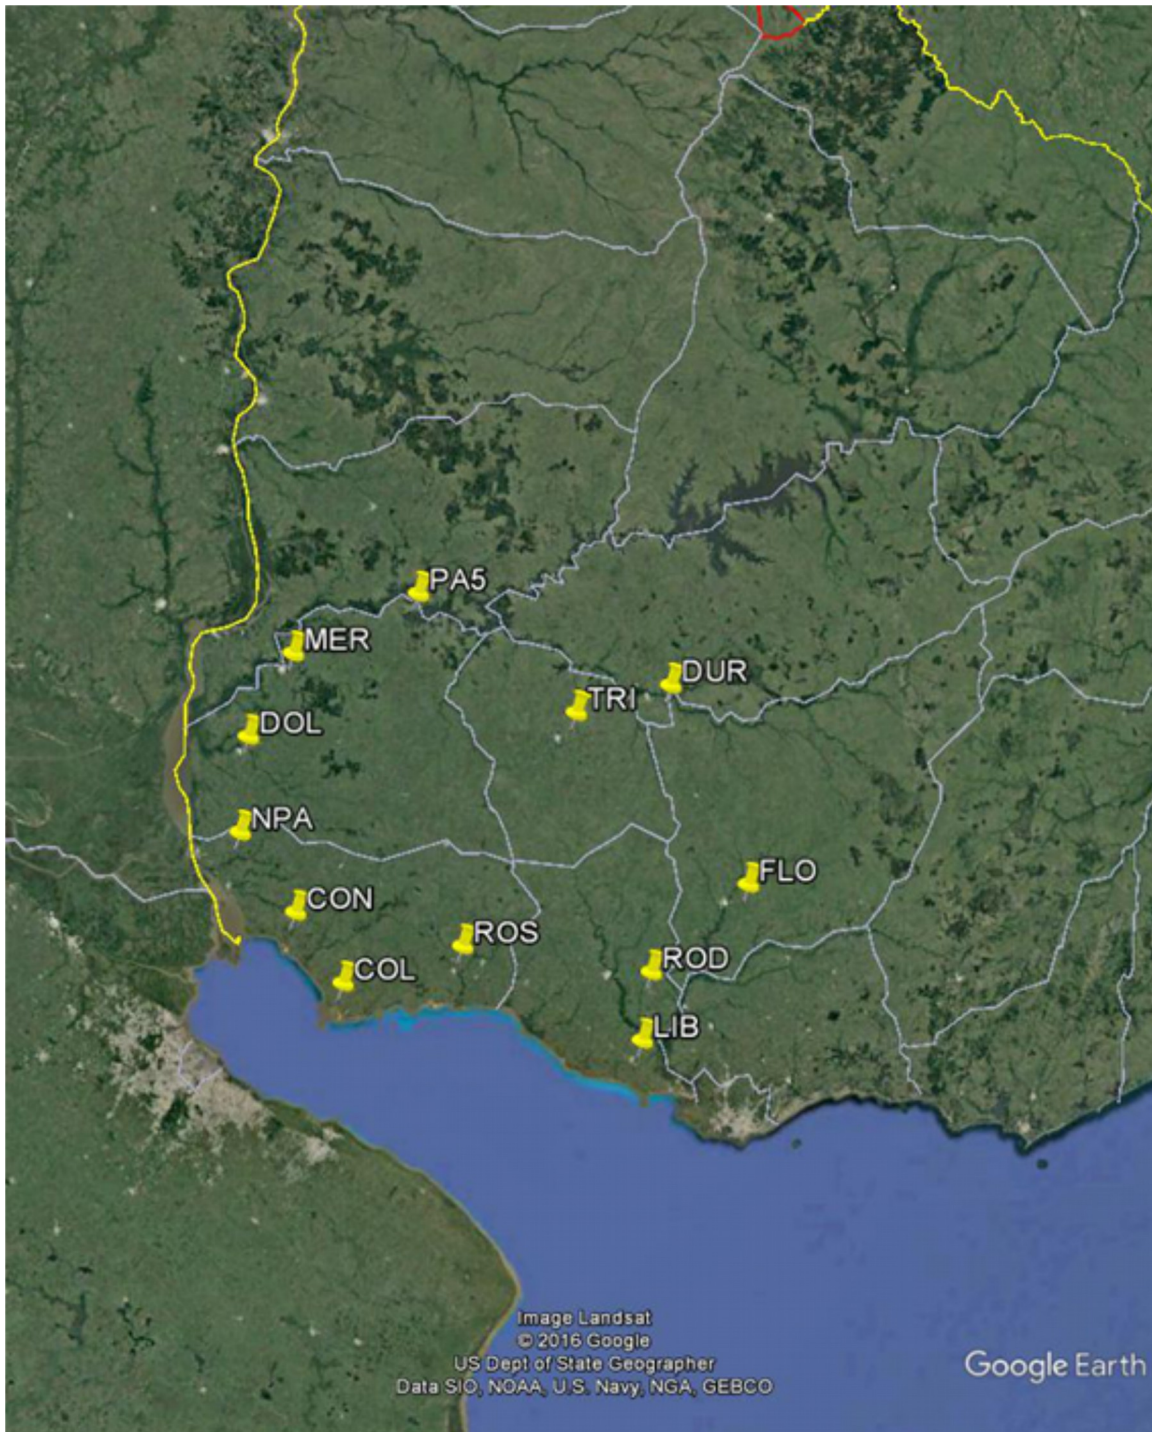 PA5
MER
DUR
TRI
DOL
NPA
FLO
CON
ROS
ROD
COL
LIB
Image Landsat
© 2016 Google
US Dept of State Geographer
Data SIO, NOAA, U.S. Navy, NGA, GEBCO
Google Earth